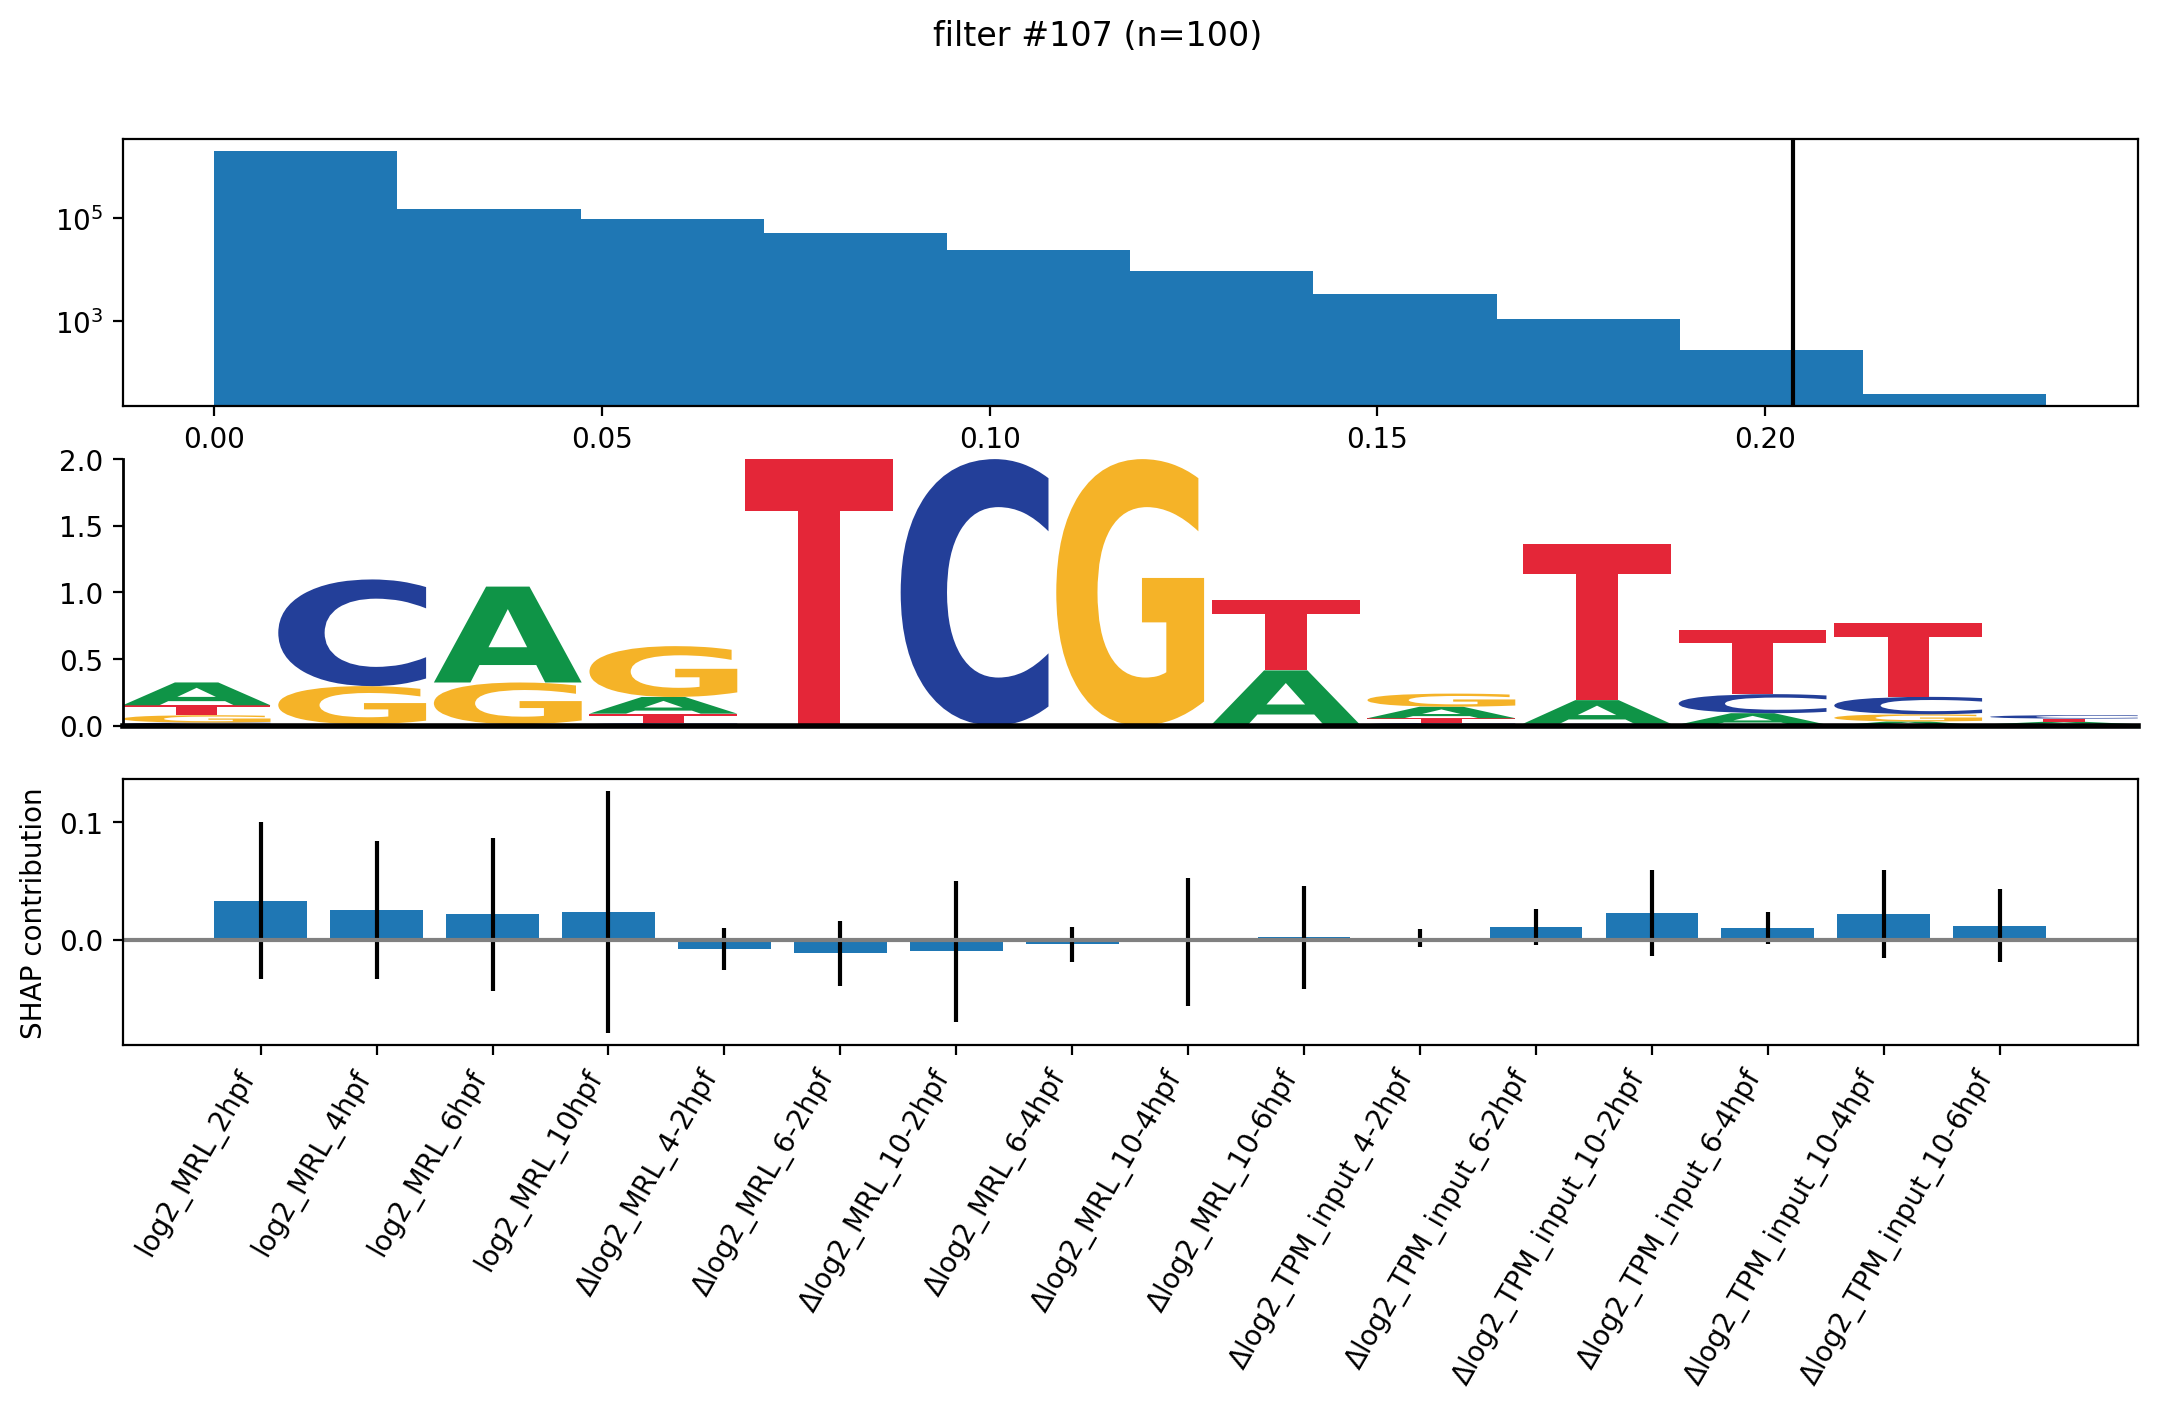 filter #107 (n=100)
10^5
10^3
0.00 0.05 0.10 0.15 0.20
2.0
1.5
1.0
0.5
0.0
A C A G T C G T G T T T C
T G G A A A C C T
G T T A A G A
A
SHAP contribution
0.1
0.0
log2_MRL_2hpf
log2_MRL_4hpf
log2_MRL_6hpf
log2_MRL_10hpf
Δlog2_MRL_4-2hpf
Δlog2_MRL_6-2hpf
Δlog2_MRL_10-2hpf
Δlog2_MRL_6-4hpf
Δlog2_MRL_10-4hpf
Δlog2_MRL_10-6hpf
Δlog2_TPM_input_4-2hpf
Δlog2_TPM_input_6-2hpf
Δlog2_TPM_input_10-2hpf
Δlog2_TPM_input_6-4hpf
Δlog2_TPM_input_10-4hpf
Δlog2_TPM_input_10-6hpf